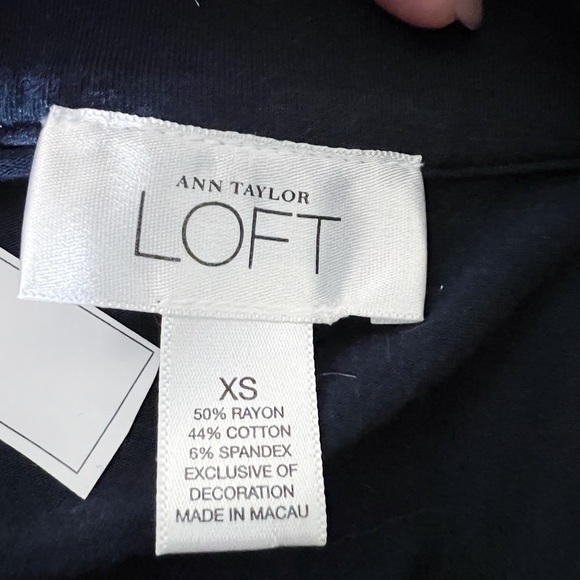 ANN TAYLOR
LOFT
XS
50% RAYON
44% COTTON
6% SPANDEX
EXCLUSIVE OF
DECORATION
MADE IN MACAU